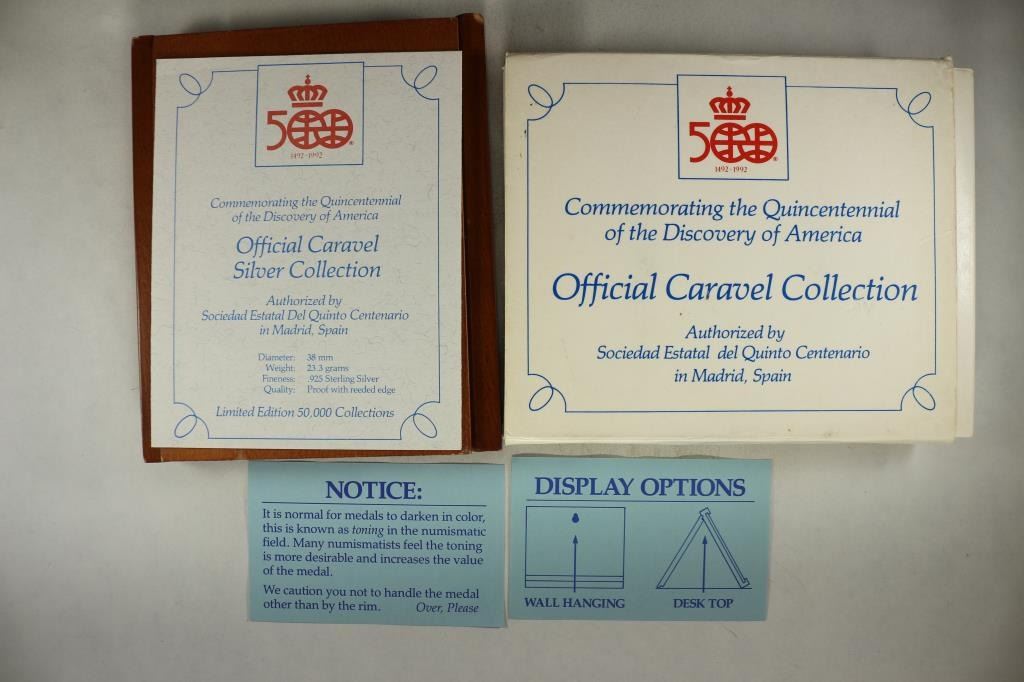 500®
1492-1992
Commemorating the Quincentennial
of the Discovery of America
Official Caravel
Silver Collection
Authorized by
Sociedad Estatal Del Quinto Centenario
in Madrid, Spain
Diameter: 38 mm
Weight: 23.3 grams
Fineness: .925 Sterling Silver
Quality: Proof with reeded edge
Limited Edition 50,000 Collections
500®
1492-1992
Commemorating the Quincentennial
of the Discovery of America
Official Caravel Collection
Authorized by
Sociedad Estatal del Quinto Centenario
in Madrid, Spain
NOTICE:
It is normal for medals to darken in color,
this is known as toning in the numismatic
field. Many numismatists feel the toning
is more desirable and increases the value
of the medal.
We caution you not to handle the medal
other than by the rim. Over, Please
DISPLAY OPTIONS
WALL HANGING DESK TOP